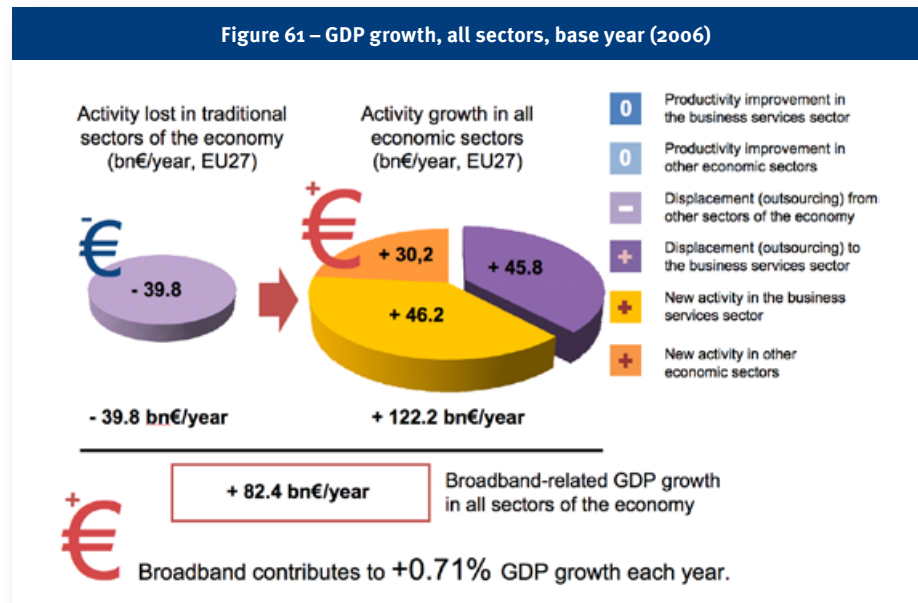 Figure 61 – GDP growth, all sectors, base year (2006)
Activity lost in traditional
sectors of the economy
(bn€/year, EU27)
Activity growth in all
economic sectors
(bn€/year, EU27)
- €
- 39.8
+ €
+ 30,2
+ 45.8
+ 46.2
- 39.8 bn€/year
+ 122.2 bn€/year
0
Productivity improvement in
the business services sector
0
Productivity improvement in
other economic sectors
–
Displacement (outsourcing) from
other sectors of the economy
+
Displacement (outsourcing) to
the business services sector
+
New activity in the business
services sector
+
New activity in other
economic sectors
+ 82.4 bn€/year
Broadband-related GDP growth
in all sectors of the economy
+ €
Broadband contributes to +0.71% GDP growth each year.